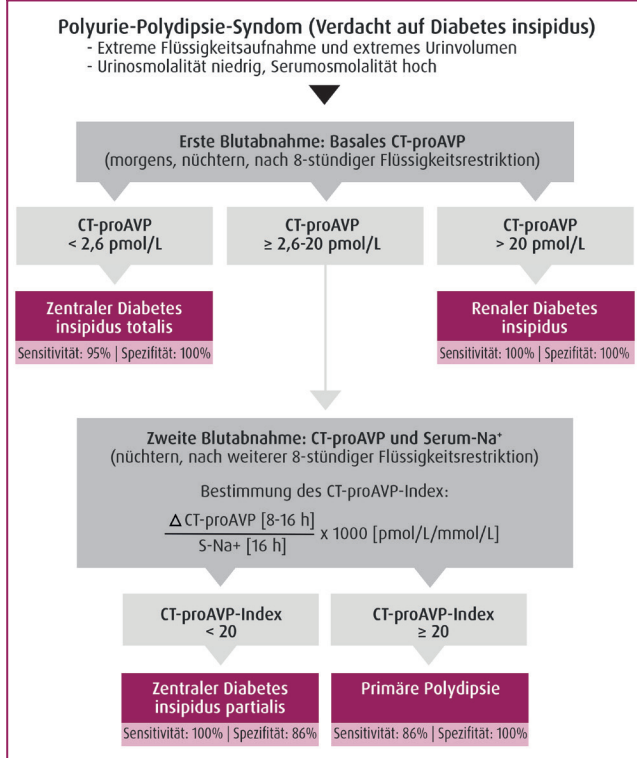 Polyurie-Polydipsie-Syndom (Verdacht auf Diabetes insipidus)
- Extreme Flüssigkeitsaufnahme und extremes Urinvolumen
- Urinosmolalität niedrig, Serumosmolalität hoch
Erste Blutabnahme: Basales CT-proAVP
(morgens, nüchtern, nach 8-stündiger Flüssigkeitsrestriktion)
CT-proAVP
< 2,6 pmol/L
CT-proAVP
≥ 2,6-20 pmol/L
CT-proAVP
> 20 pmol/L
Zentraler Diabetes
insipidus totalis
Sensitivität: 95% | Spezifität: 100%
Renaler Diabetes
insipidus
Sensitivität: 100% | Spezifität: 100%
Zweite Blutabnahme: CT-proAVP und Serum-Na⁺
(nüchtern, nach weiterer 8-stündiger Flüssigkeitsrestriktion)
Bestimmung des CT-proAVP-Index:
Δ CT-proAVP [8-16 h]
S-Na+ [16 h]
x 1000 [pmol/L/mmol/L]
CT-proAVP-Index
< 20
CT-proAVP-Index
≥ 20
Zentraler Diabetes
insipidus partialis
Sensitivität: 100% | Spezifität: 86%
Primäre Polydipsie
Sensitivität: 86% | Spezifität: 100%